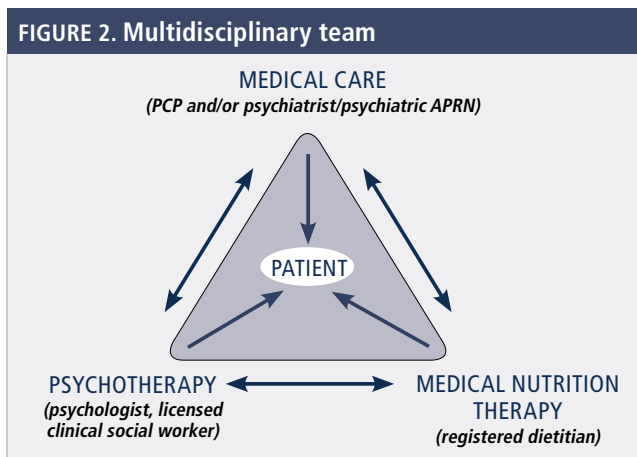 FIGURE 2. Multidisciplinary team
MEDICAL CARE
(PCP and/or psychiatrist/psychiatric APRN)
PATIENT
PSYCHOTHERAPY
(psychologist, licensed
clinical social worker)
MEDICAL NUTRITION
THERAPY
(registered dietitian)